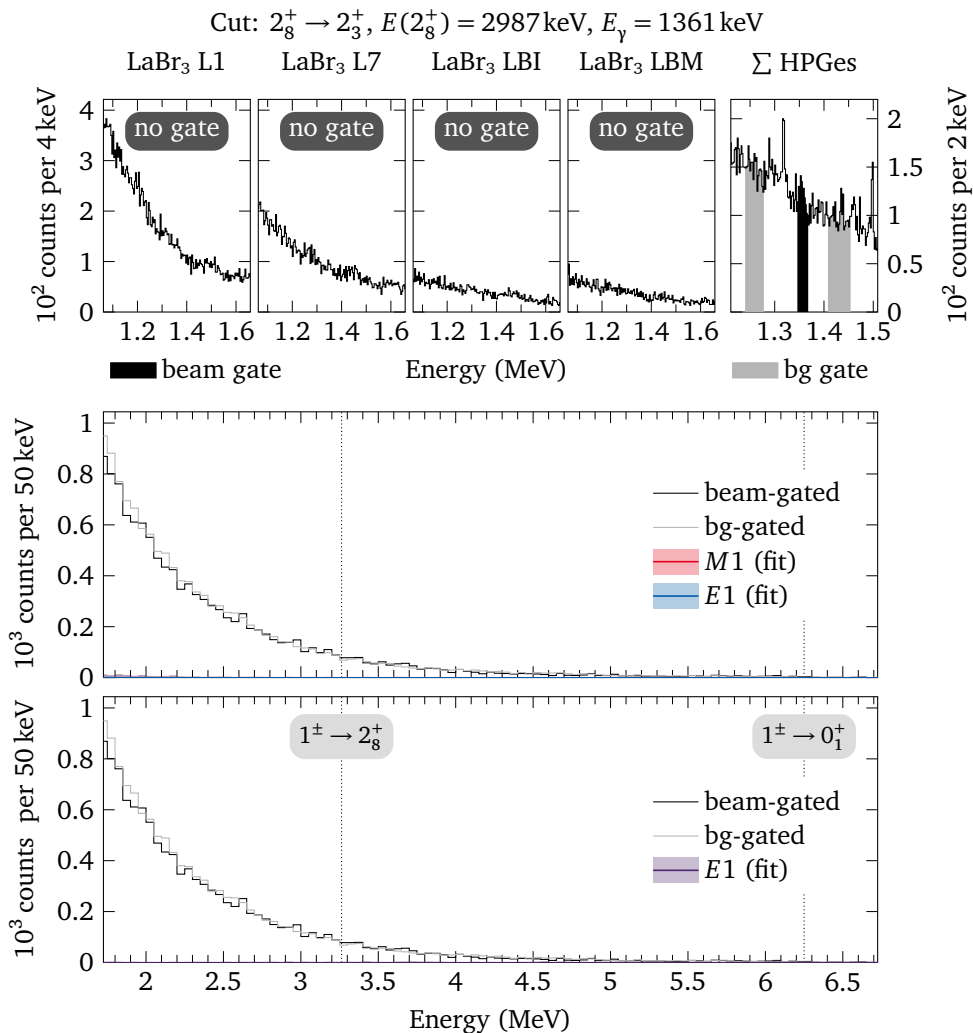 Cut: 2₈⁺ → 2₃⁺, E(2₈⁺) = 2987 keV, Eᵧ = 1361 keV
LaBr₃ L1 LaBr₃ L7 LaBr₃ LBI LaBr₃ LBM ∑ HPGes
no gate no gate no gate no gate
10² counts per 4 keV
4
3
2
1
0
2
1.5
1
0.5
0
10² counts per 2 keV
1.2 1.4 1.6 1.2 1.4 1.6 1.2 1.4 1.6 1.2 1.4 1.6 1.3 1.4 1.5
beam gate Energy (MeV) bg gate
10³ counts per 50 keV
1
0.8
0.6
0.4
0.2
0
beam-gated
bg-gated
M1 (fit)
E1 (fit)
10³ counts per 50 keV
1
0.8
0.6
0.4
0.2
0
1± → 2₈⁺ 1± → 0₁⁺
beam-gated
bg-gated
E1 (fit)
2 2.5 3 3.5 4 4.5 5 5.5 6 6.5
Energy (MeV)